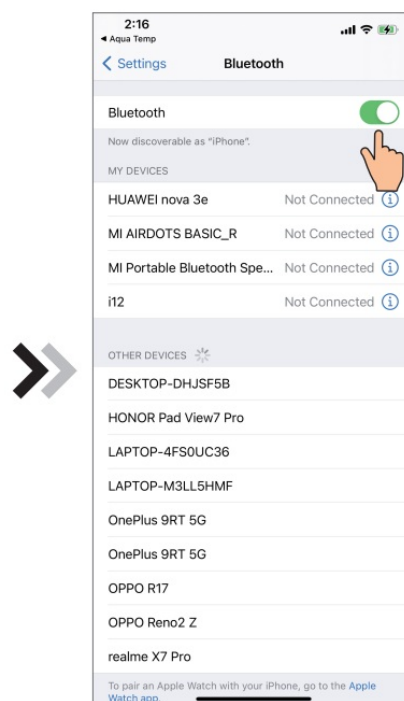 2:16
◀ Aqua Temp
Settings
Bluetooth
Bluetooth
Now discoverable as “iPhone”.
MY DEVICES
HUAWEI nova 3e Not Connected
MI AIRDOTS BASIC_R Not Connected
MI Portable Bluetooth Spe... Not Connected
i12 Not Connected
OTHER DEVICES
DESKTOP-DHJSF5B
HONOR Pad View7 Pro
LAPTOP-4FS0UC36
LAPTOP-M3LL5HMF
OnePlus 9RT 5G
OnePlus 9RT 5G
OPPO R17
OPPO Reno2 Z
realme X7 Pro
To pair an Apple Watch with your iPhone, go to the Apple
Watch app.